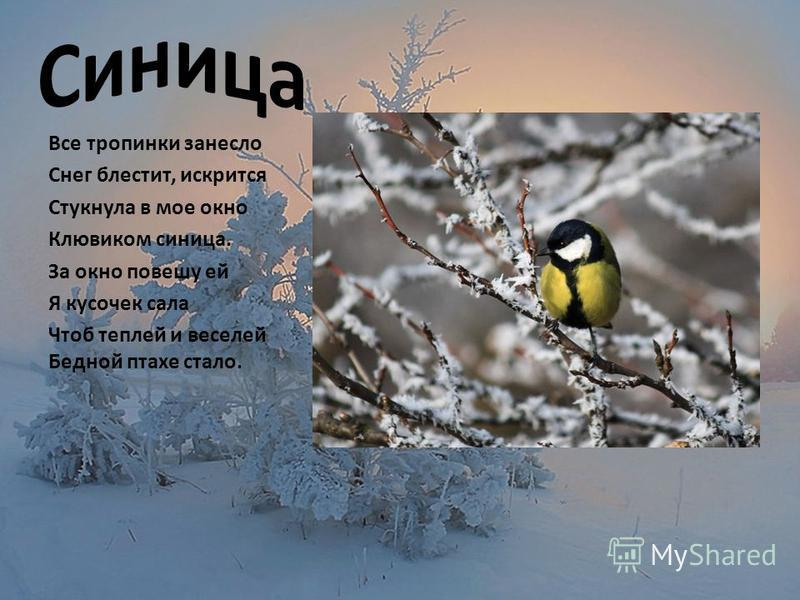 Синица
Все тропинки занесло
Снег блестит, искрится
Стукнула в мое окно
Клювиком синица.
За окно повешу ей
Я кусочек сала
Чтоб теплей и веселей
Бедной птахе стало.
MyShared